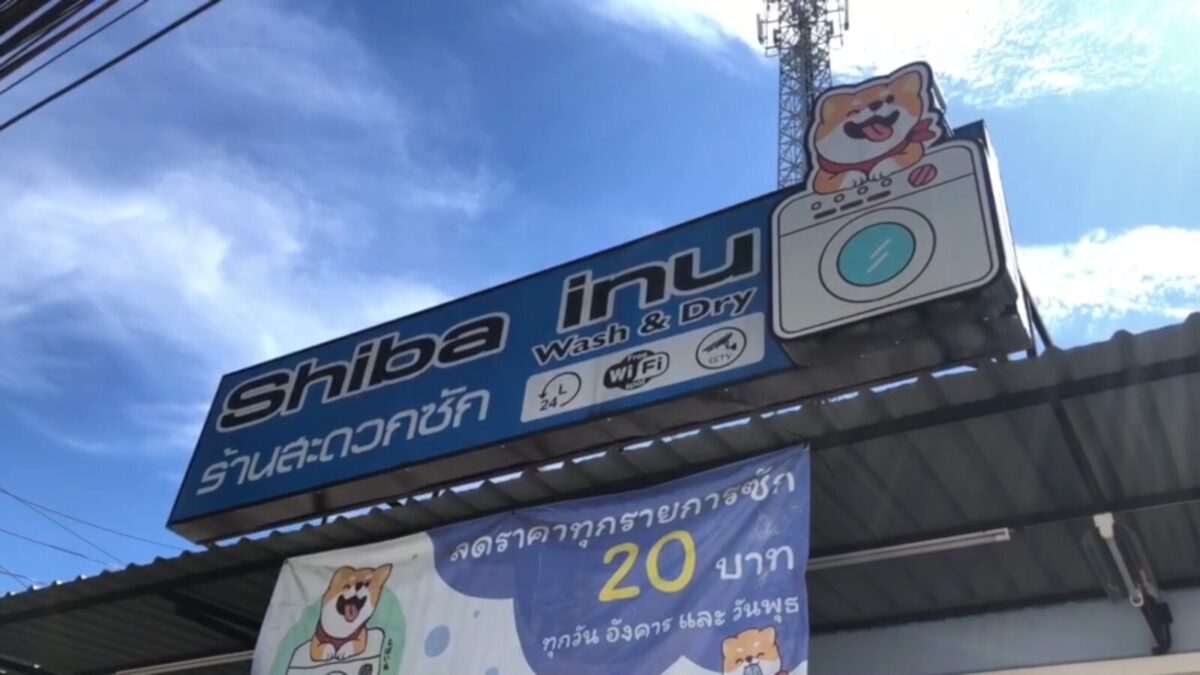 Shiba inu
Wash & Dry
ร้านสะดวกซัก
24 L
Free
Wi Fi
CCTV
ลดราคาทุกรายการซัก
20 บาท
ทุกวัน อังคาร และ วันพุธ